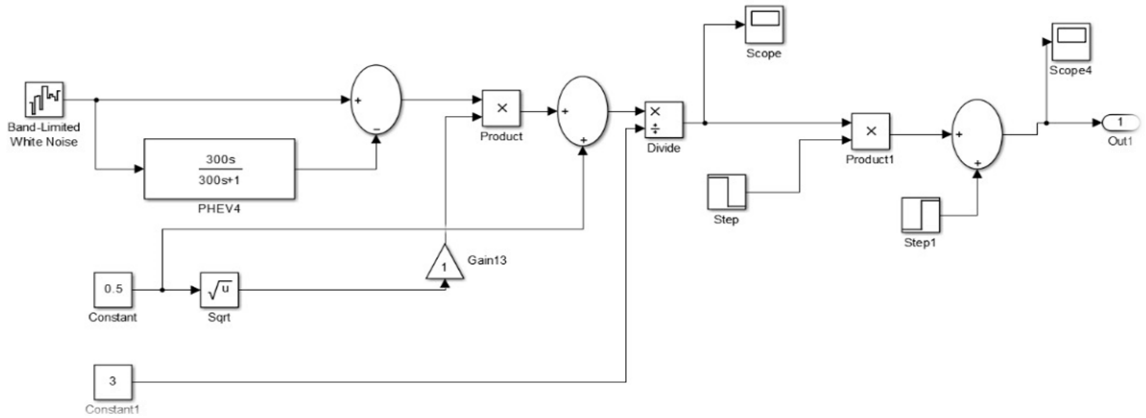 Scope
Scope4
Band-Limited
White Noise
+
−
×
Product
+
+
×
÷
Divide
×
Product1
+
+
1
Out1
300s
300s+1
PHEV4
Step
Step1
1
Gain13
0.5
Constant
√u
Sqrt
3
Constant1